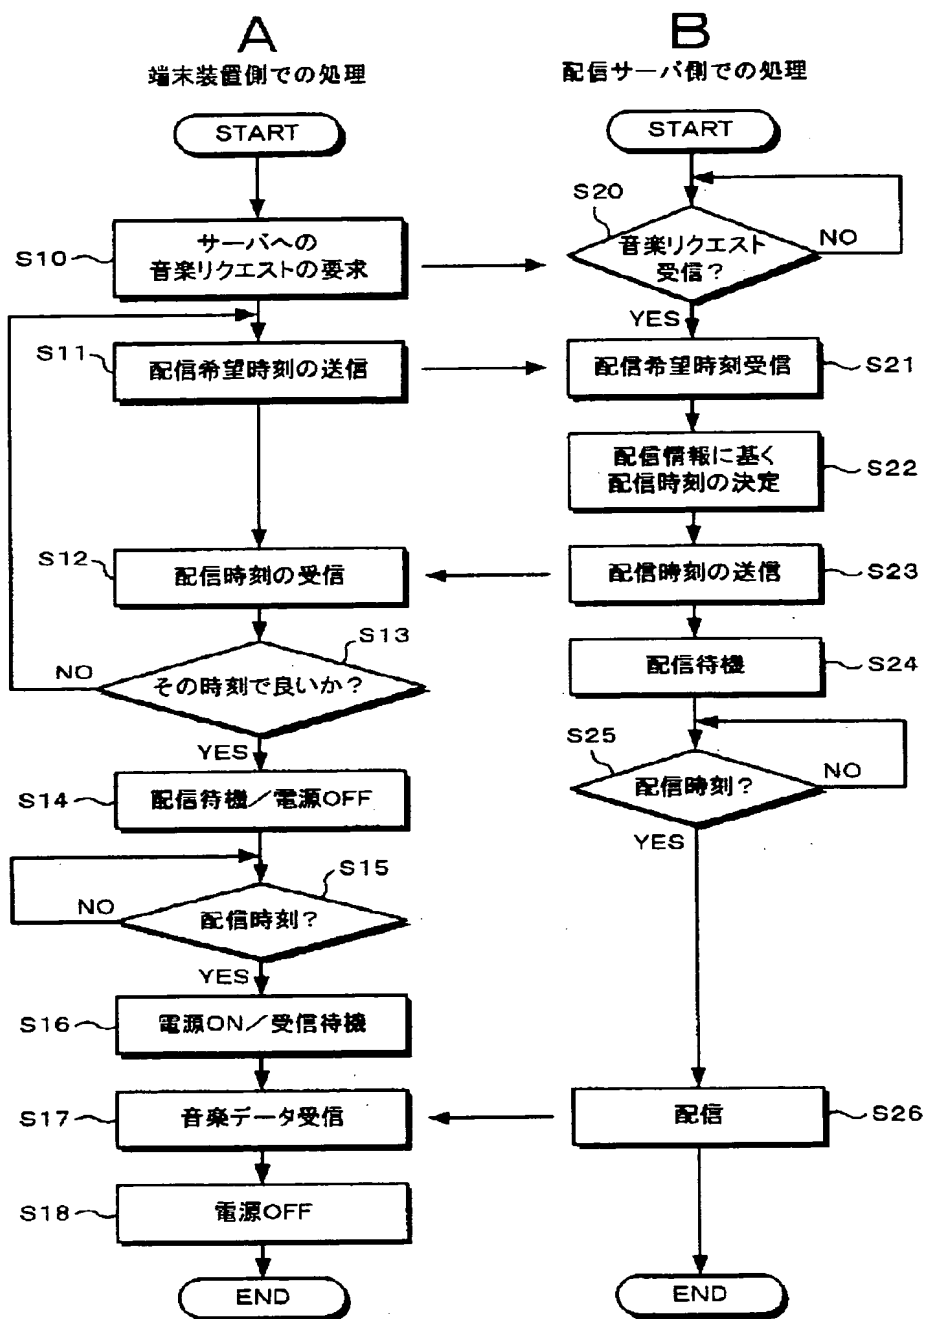 A
端末装置側での処理
START
S10
サーバへの
音楽リクエストの要求
S11
配信希望時刻の送信
S12
配信時刻の受信
S13
その時刻で良いか?
NO
YES
S14
配信待機/電源OFF
S15
配信時刻?
NO
YES
S16
電源ON/受信待機
S17
音楽データ受信
S18
電源OFF
END
B
配信サーバ側での処理
START
S20
音楽リクエスト
受信?
NO
YES
配信希望時刻受信
S21
配信情報に基く
配信時刻の決定
S22
配信時刻の送信
S23
配信待機
S24
S25
配信時刻?
NO
YES
配信
S26
END